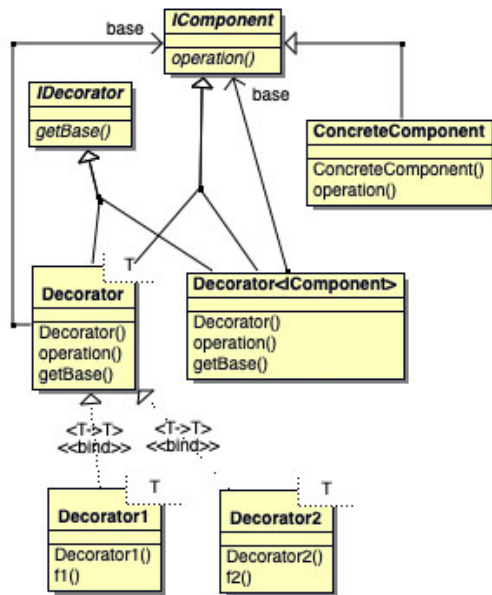 IComponent
base
operation()
IDecorator
getBase()
base
ConcreteComponent
ConcreteComponent()
operation()
T
Decorator
Decorator()
operation()
getBase()
Decorator<IComponent>
Decorator()
operation()
getBase()
<T->T>
<<bind>>
<T->T>
<<bind>>
T
Decorator1
Decorator1()
f1()
T
Decorator2
Decorator2()
f2()